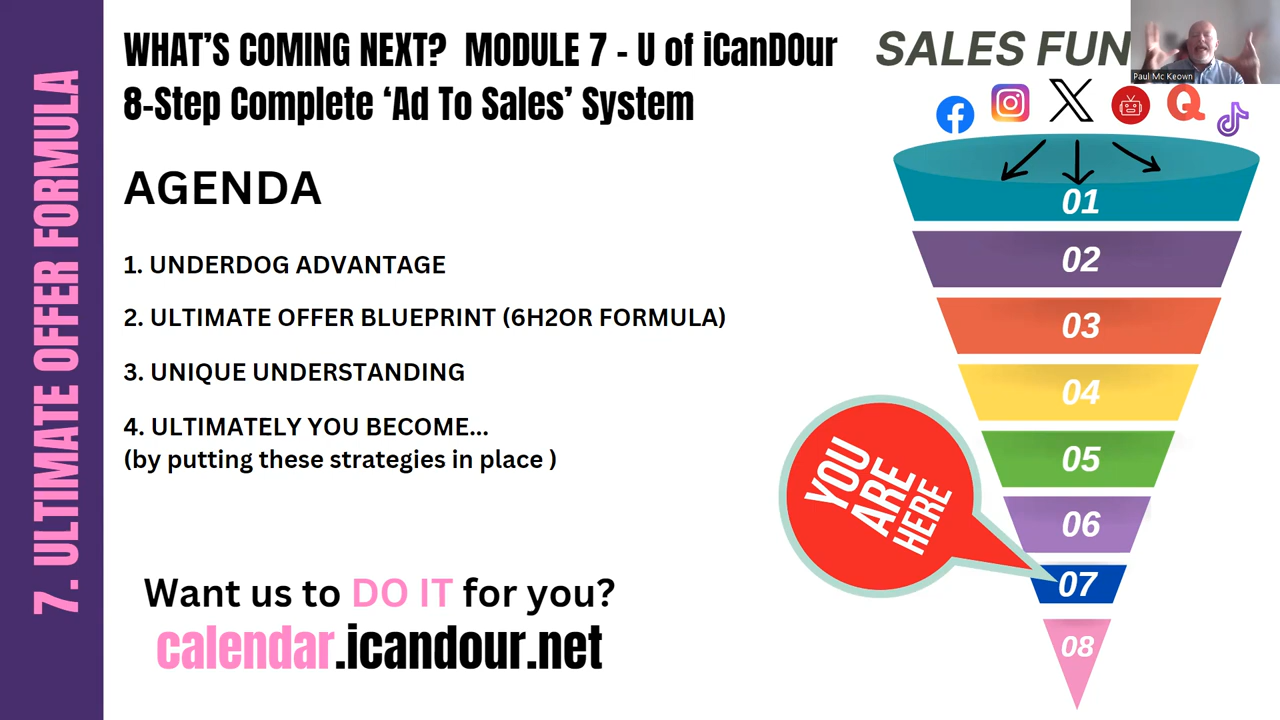 WHAT'S COMING NEXT? MODULE 7 - U of iCanDOur
8-Step Complete ‘Ad To Sales’ System
SALES FUN
Paul Mc Keown
7. ULTIMATE OFFER FORMULA
AGENDA
1. UNDERDOG ADVANTAGE
2. ULTIMATE OFFER BLUEPRINT (6H2OR FORMULA)
3. UNIQUE UNDERSTANDING
4. ULTIMATELY YOU BECOME...
(by putting these strategies in place )
Want us to DO IT for you?
calendar.icandour.net
01
02
03
04
05
06
07
08
YOU
ARE
HERE